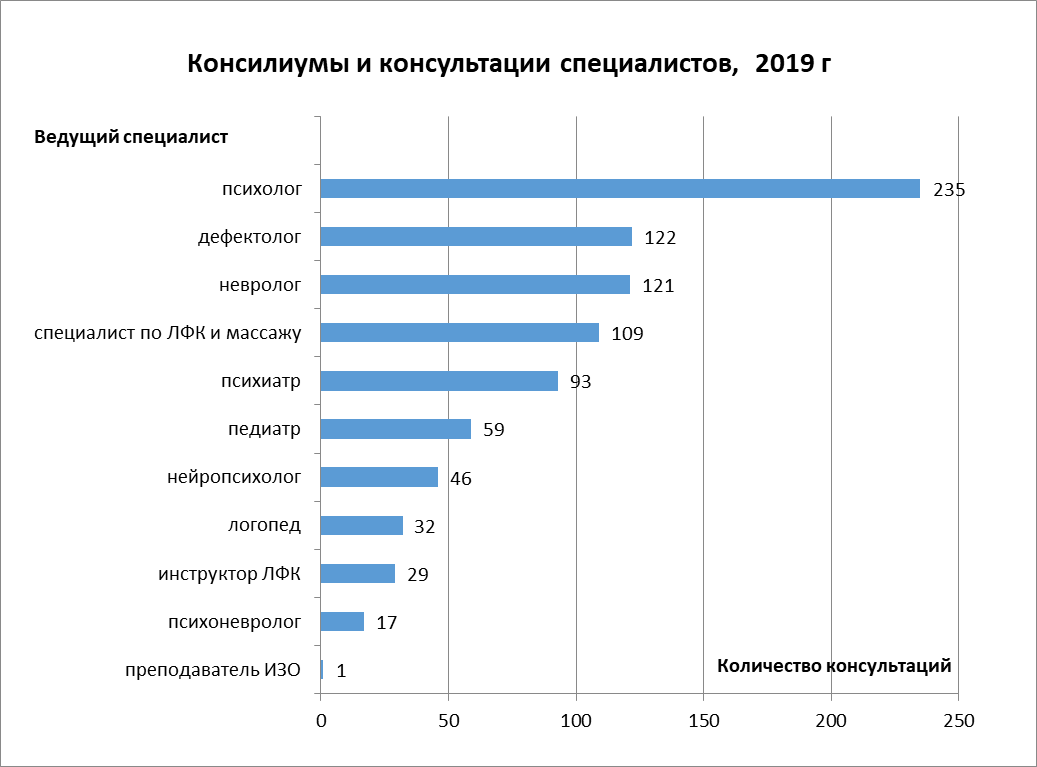 Консилиумы и консультации специалистов, 2019 г
Ведущий специалист
психолог 235
дефектолог 122
невролог 121
специалист по ЛФК и массажу 109
психиатр 93
педиатр 59
нейропсихолог 46
логопед 32
инструктор ЛФК 29
психоневролог 17
преподаватель ИЗО 1
Количество консультаций
0 50 100 150 200 250